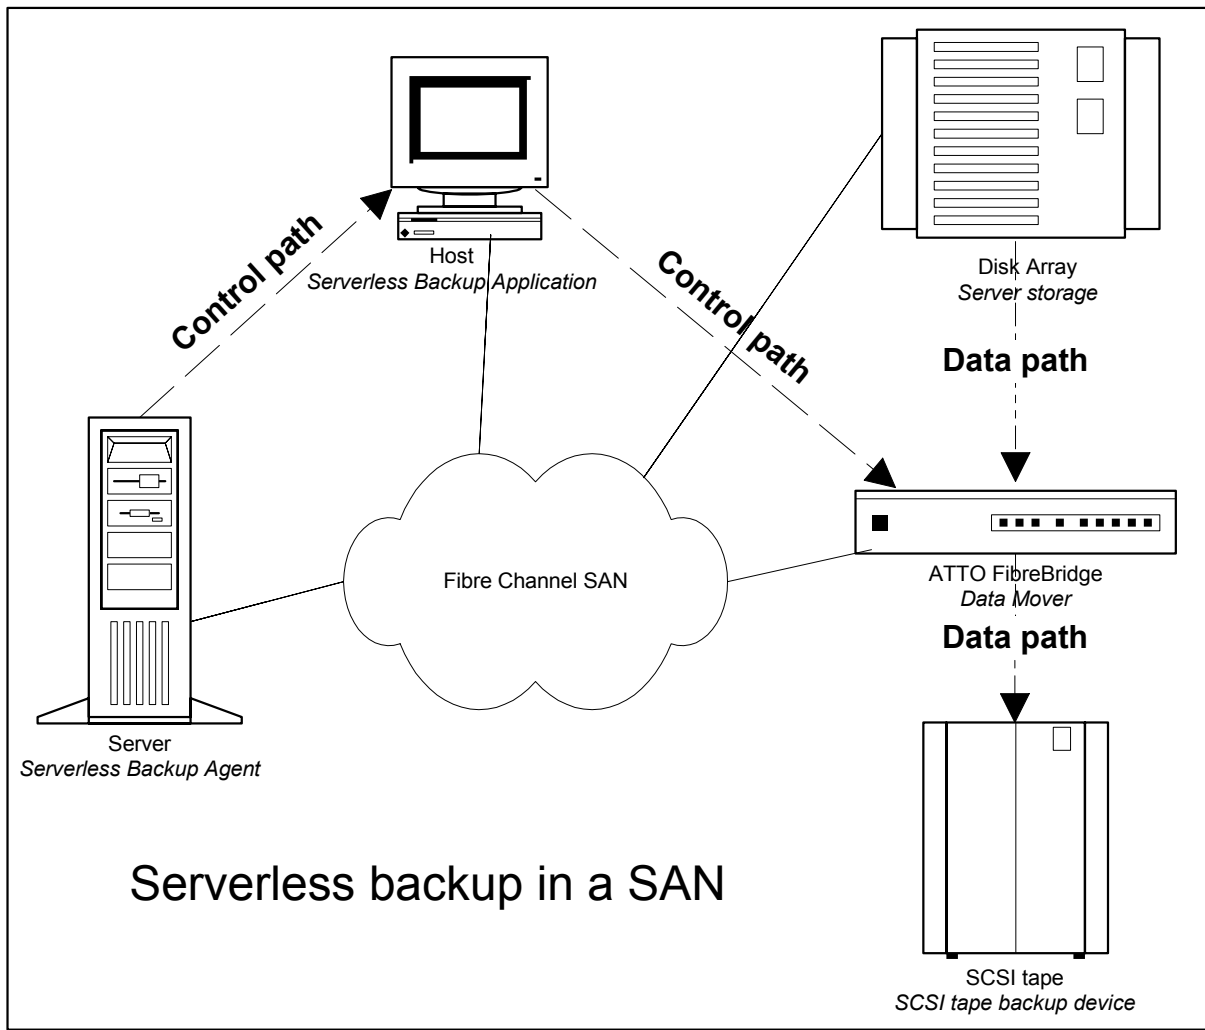 Host
Serverless Backup Application
Disk Array
Server storage
Control path
Control path
Data path
Fibre Channel SAN
ATTO FibreBridge
Data Mover
Data path
Server
Serverless Backup Agent
Serverless backup in a SAN
SCSI tape
SCSI tape backup device